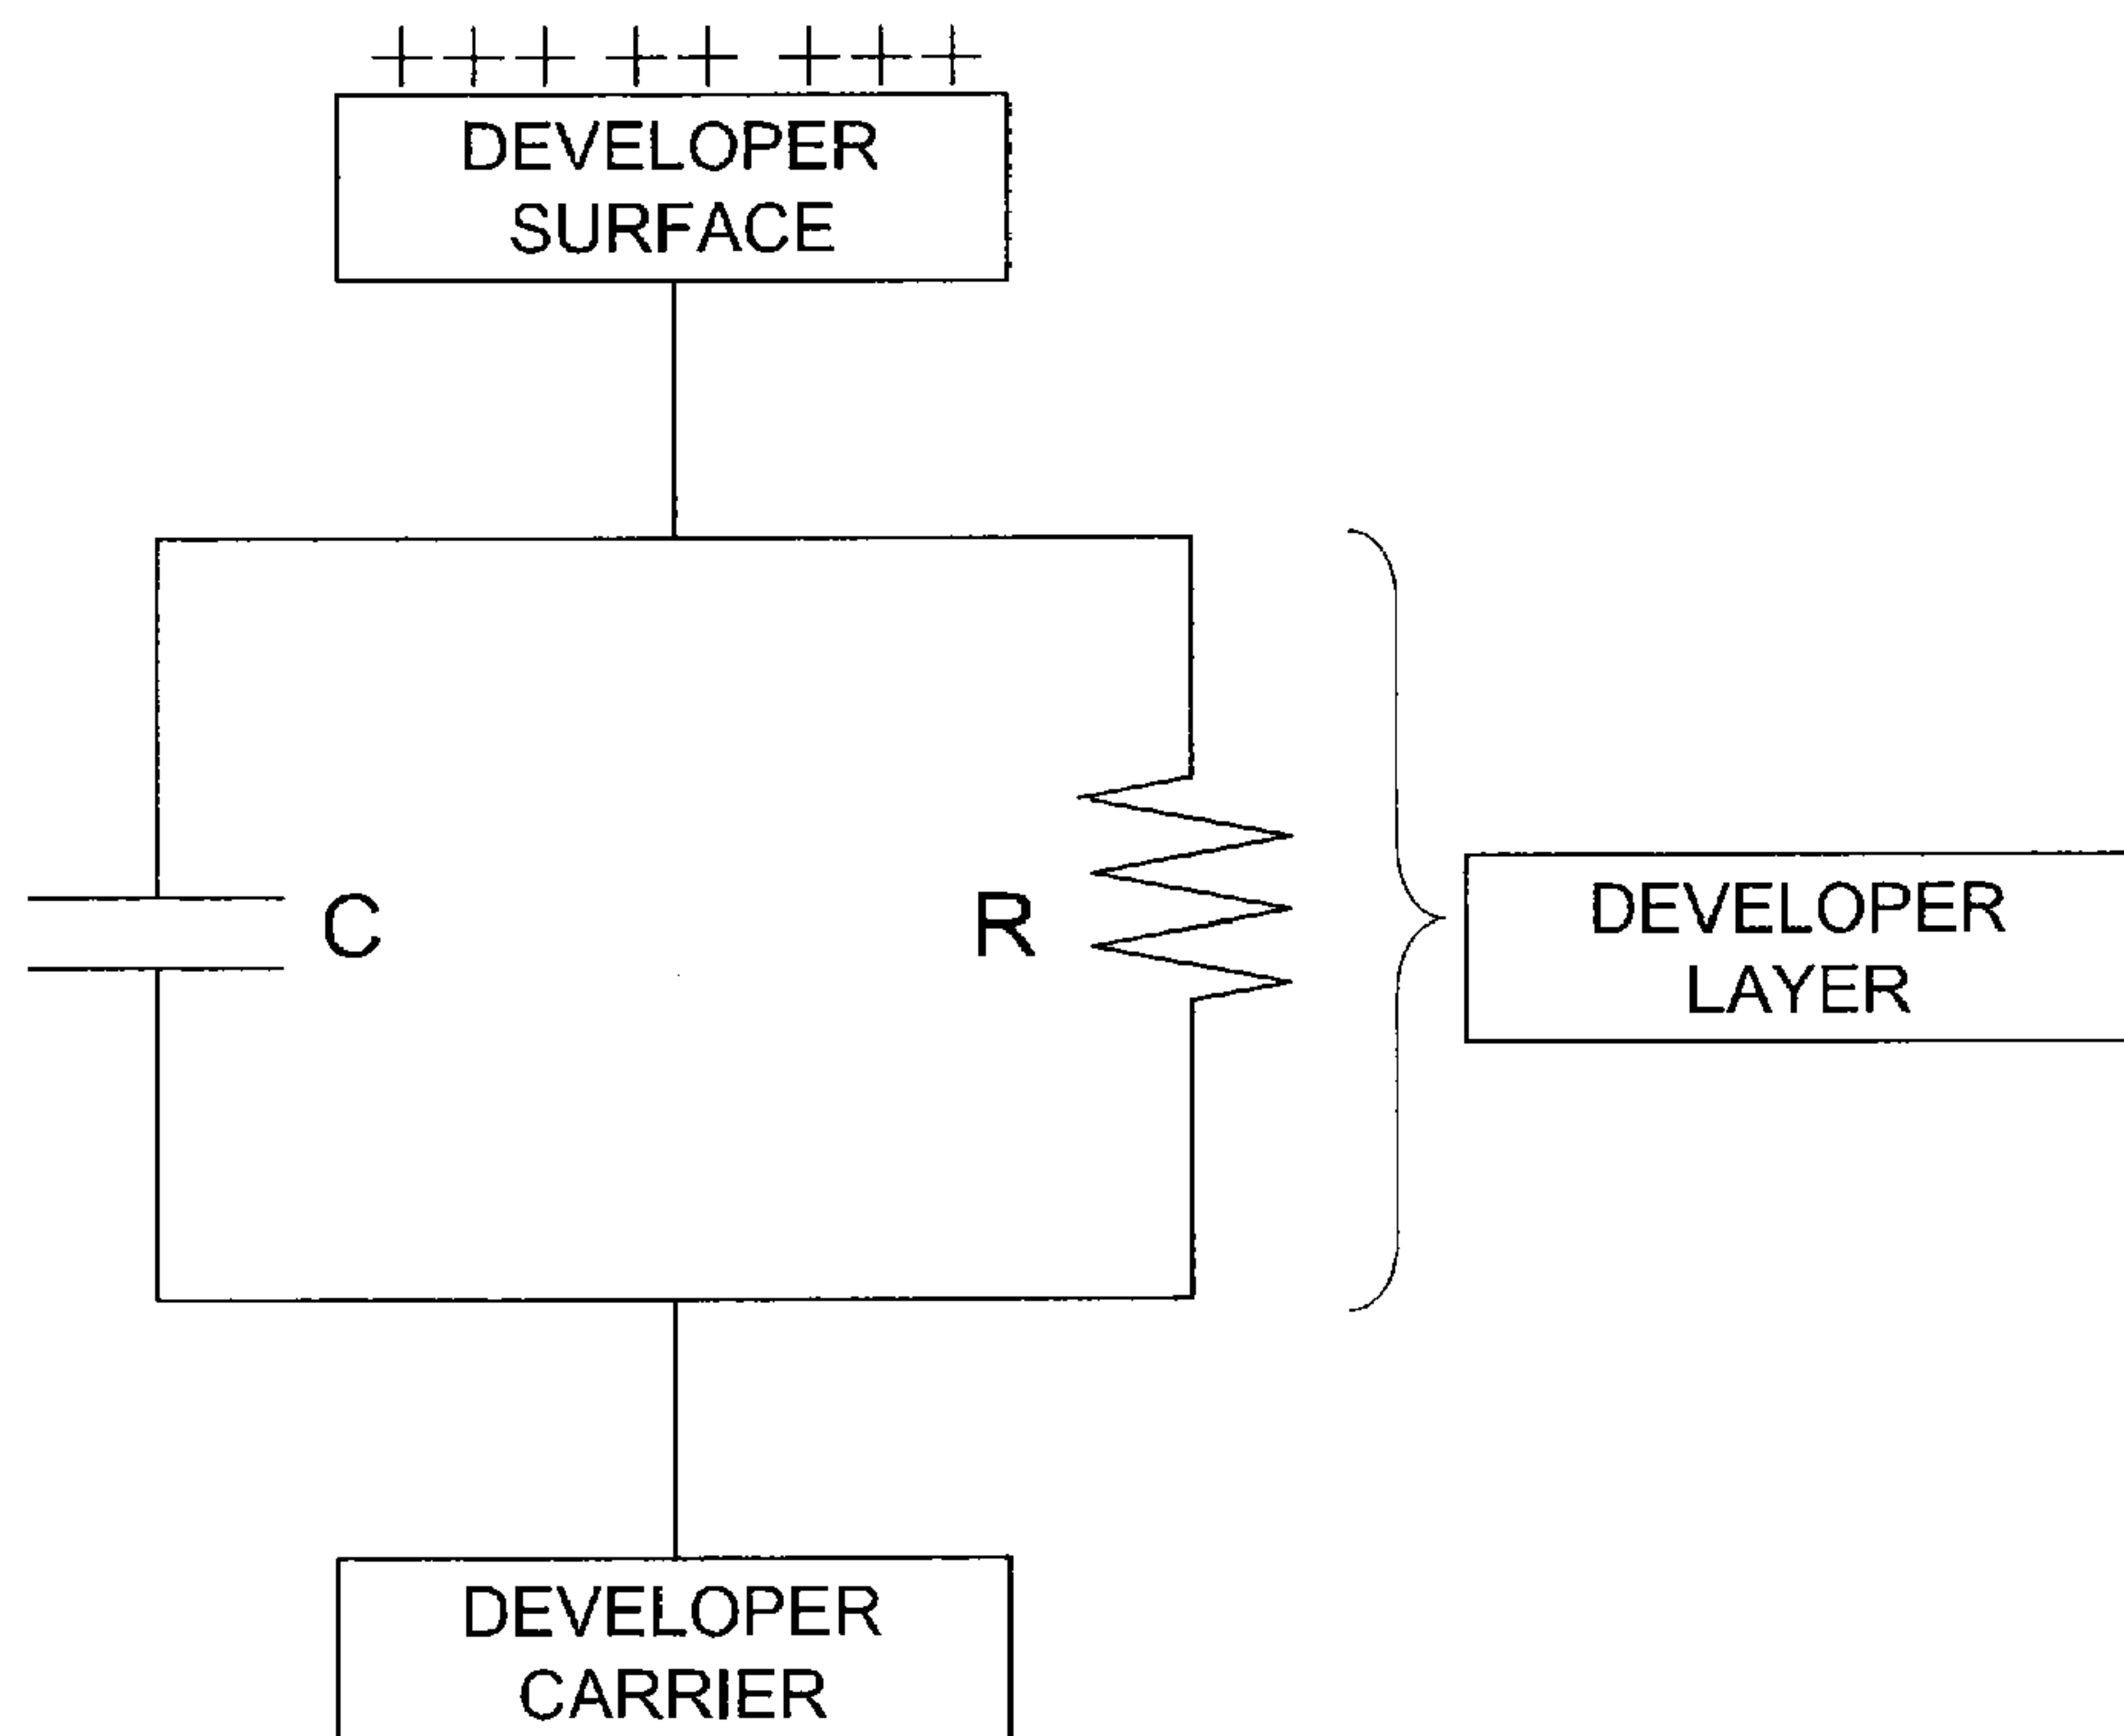 +++ ++ +++
DEVELOPER
SURFACE
C
R
DEVELOPER
LAYER
DEVELOPER
CARRIER